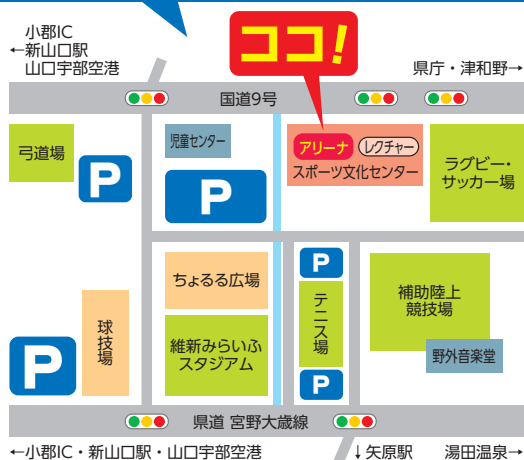 小郡IC
←新山口駅
山口宇部空港
ココ!
県庁・津和野→
国道9号
弓道場
P
児童センター
P
アリーナ
レクチャー
スポーツ文化センター
ラグビー・
サッカー場
P
ちょるる広場
テニス場
補助陸上
競技場
球技場
維新みらいふ
スタジアム
野外音楽堂
P
P
県道 宮野大歳線
←小郡IC・新山口駅・山口宇部空港
↓矢原駅
湯田温泉→